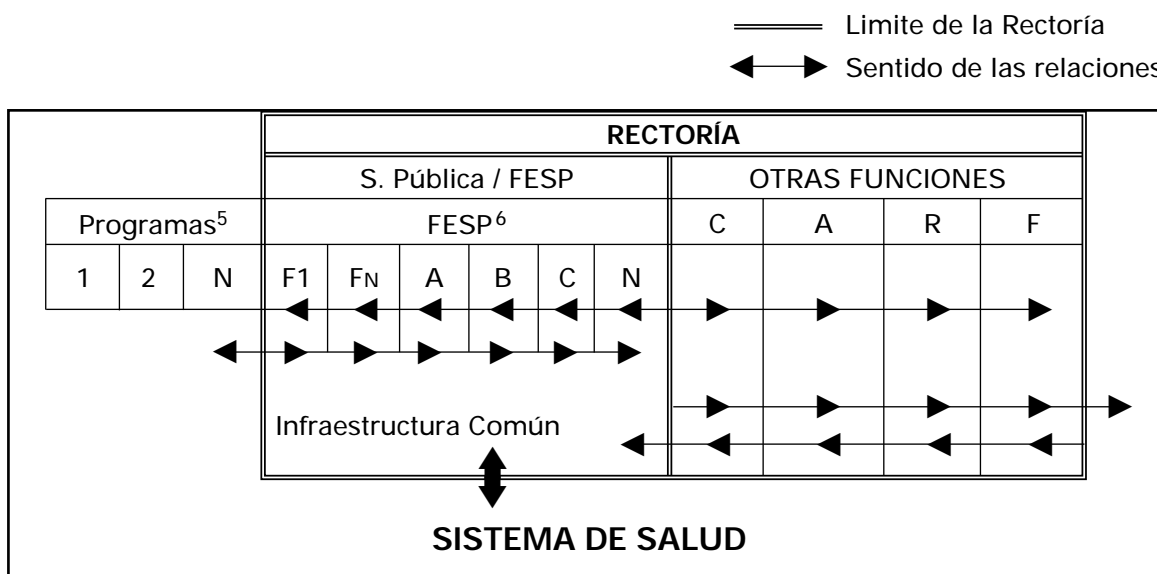 Limite de la Rectoría
Sentido de las relaciones
RECTORÍA
S. Pública / FESP OTRAS FUNCIONES
Programas⁵ FESP⁶ C A R F
1 2 N F1 FN A B C N
Infraestructura Común
SISTEMA DE SALUD